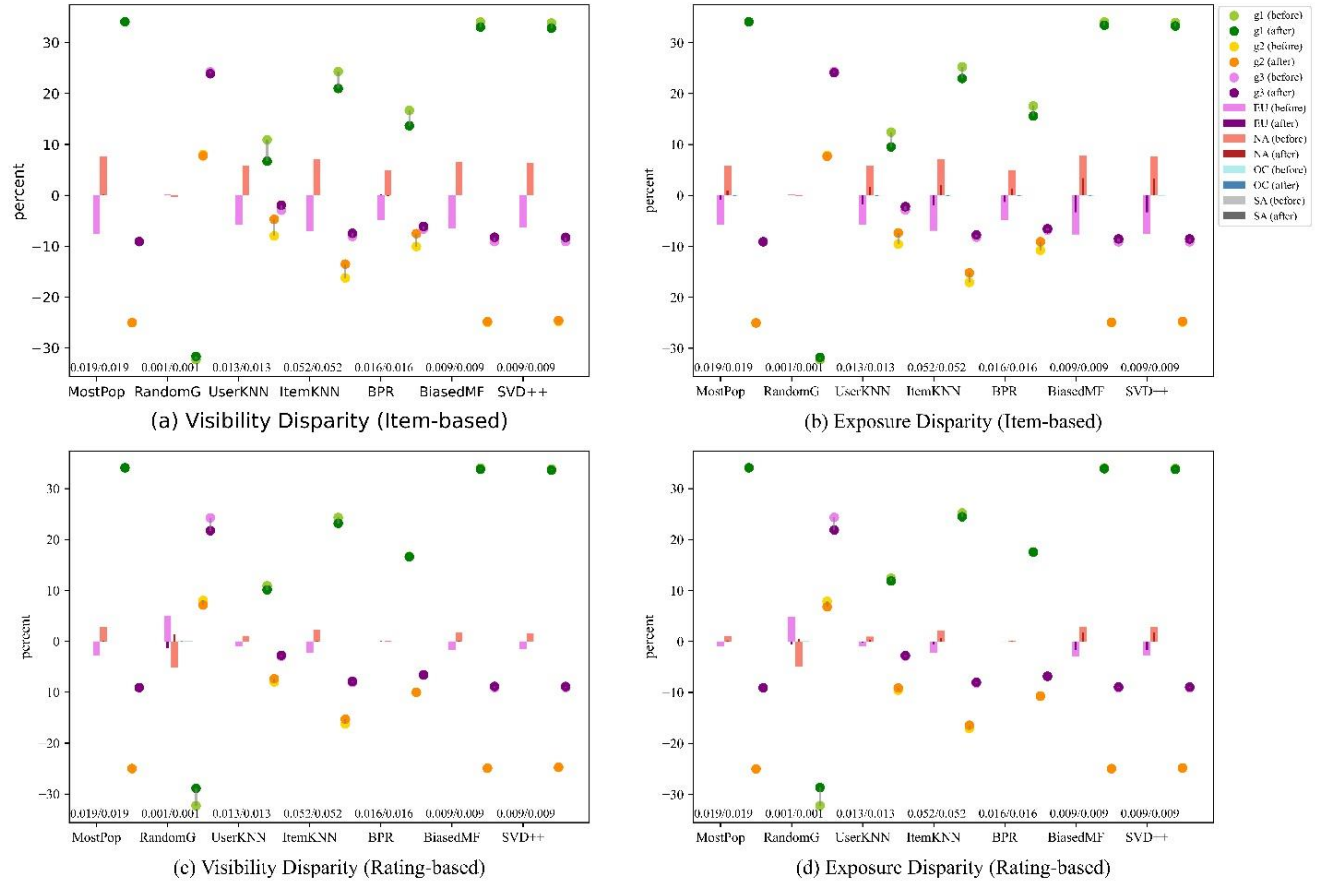 30
20
10
0
−10
−20
−30
percent
0.019/0.019 0.001/0.001 0.013/0.013 0.052/0.052 0.016/0.016 0.009/0.009 0.009/0.009
MostPop RandomG UserKNN ItemKNN BPR BiasedMF SVD++
(a) Visibility Disparity (Item-based)
30
20
10
0
−10
−20
−30
percent
0.019/0.019 0.001/0.001 0.013/0.013 0.052/0.052 0.016/0.016 0.009/0.009 0.009/0.009
MostPop RandomG UserKNN ItemKNN BPR BiasedMF SVD++
(b) Exposure Disparity (Item-based)
g1 (before)
g1 (after)
g2 (before)
g2 (after)
g3 (before)
g3 (after)
EU (before)
EU (after)
NA (before)
NA (after)
OC (before)
OC (after)
SA (before)
SA (after)
30
20
10
0
−10
−20
−30
percent
0.019/0.019 0.001/0.001 0.013/0.013 0.052/0.052 0.016/0.016 0.009/0.009 0.009/0.009
MostPop RandomG UserKNN ItemKNN BPR BiasedMF SVD++
(c) Visibility Disparity (Rating-based)
30
20
10
0
−10
−20
−30
percent
0.019/0.019 0.001/0.001 0.013/0.013 0.052/0.052 0.016/0.016 0.009/0.009 0.009/0.009
MostPop RandomG UserKNN ItemKNN BPR BiasedMF SVD++
(d) Exposure Disparity (Rating-based)